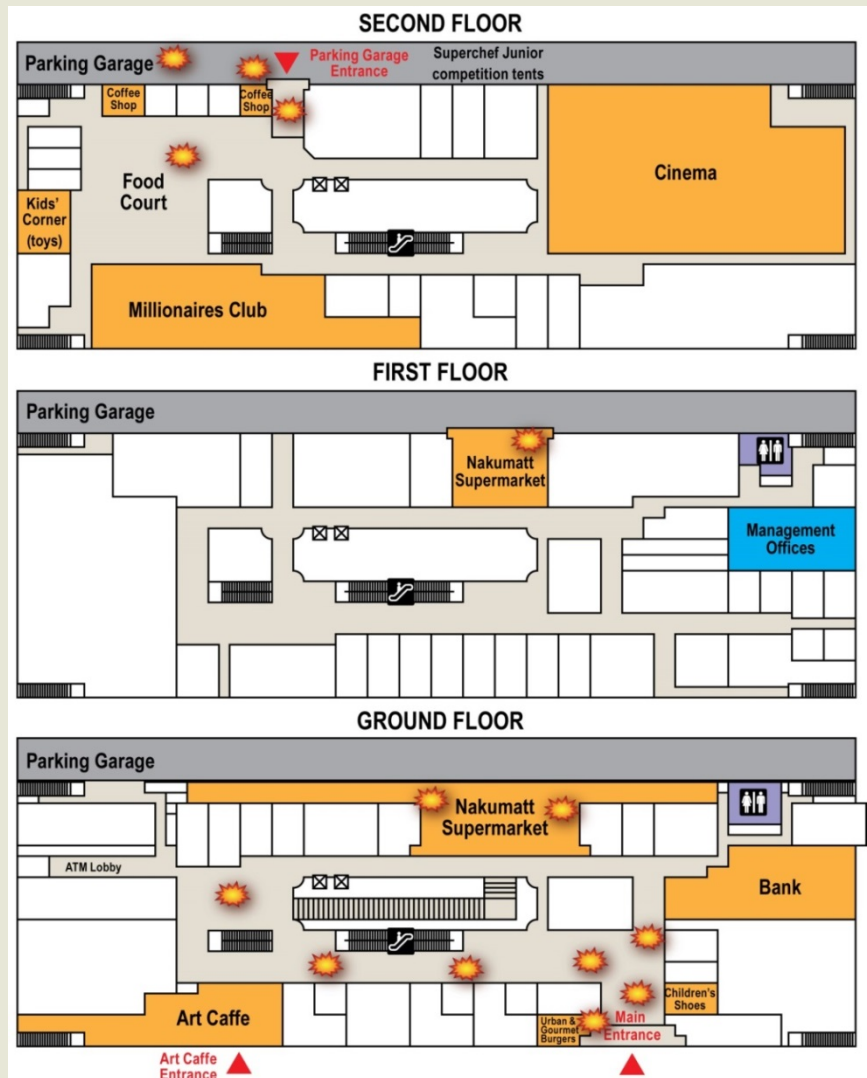 SECOND FLOOR
Parking Garage
Parking Garage
Entrance
Superchef Junior
competition tents
Coffee
Shop
Coffee
Shop
Food
Court
Cinema
Kids'
Corner
(toys)
Millionaires Club
FIRST FLOOR
Parking Garage
Nakumatt
Supermarket
Management
Offices
GROUND FLOOR
Parking Garage
Nakumatt
Supermarket
ATM Lobby
Bank
Art Caffe
Urban &
Gourmet
Burgers
Main
Entrance
Children's
Shoes
Art Caffe
Entrance